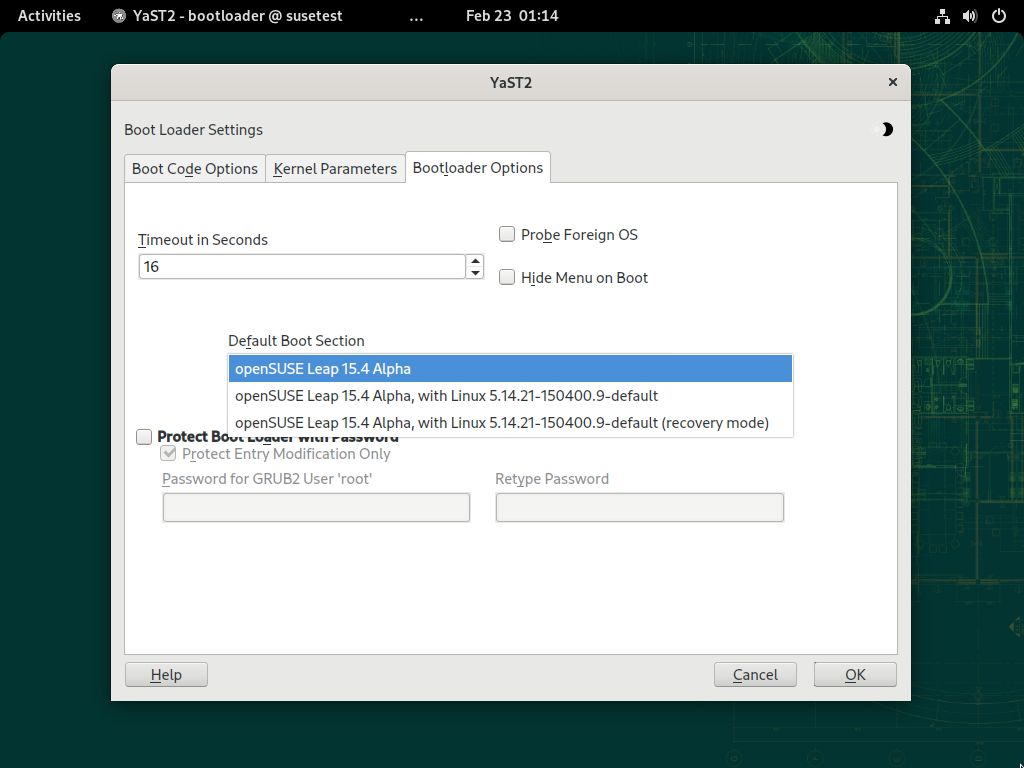 Activities YaST2 - bootloader @ susetest ... Feb 23 01:14
YaST2
Boot Loader Settings
Boot Code Options Kernel Parameters Bootloader Options
Probe Foreign OS
Timeout in Seconds
16
Hide Menu on Boot
Default Boot Section
openSUSE Leap 15.4 Alpha
openSUSE Leap 15.4 Alpha, with Linux 5.14.21-150400.9-default
openSUSE Leap 15.4 Alpha, with Linux 5.14.21-150400.9-default (recovery mode)
Protect Boot Loader with Password
Protect Entry Modification Only
Password for GRUB2 User 'root' Retype Password
Help Cancel OK